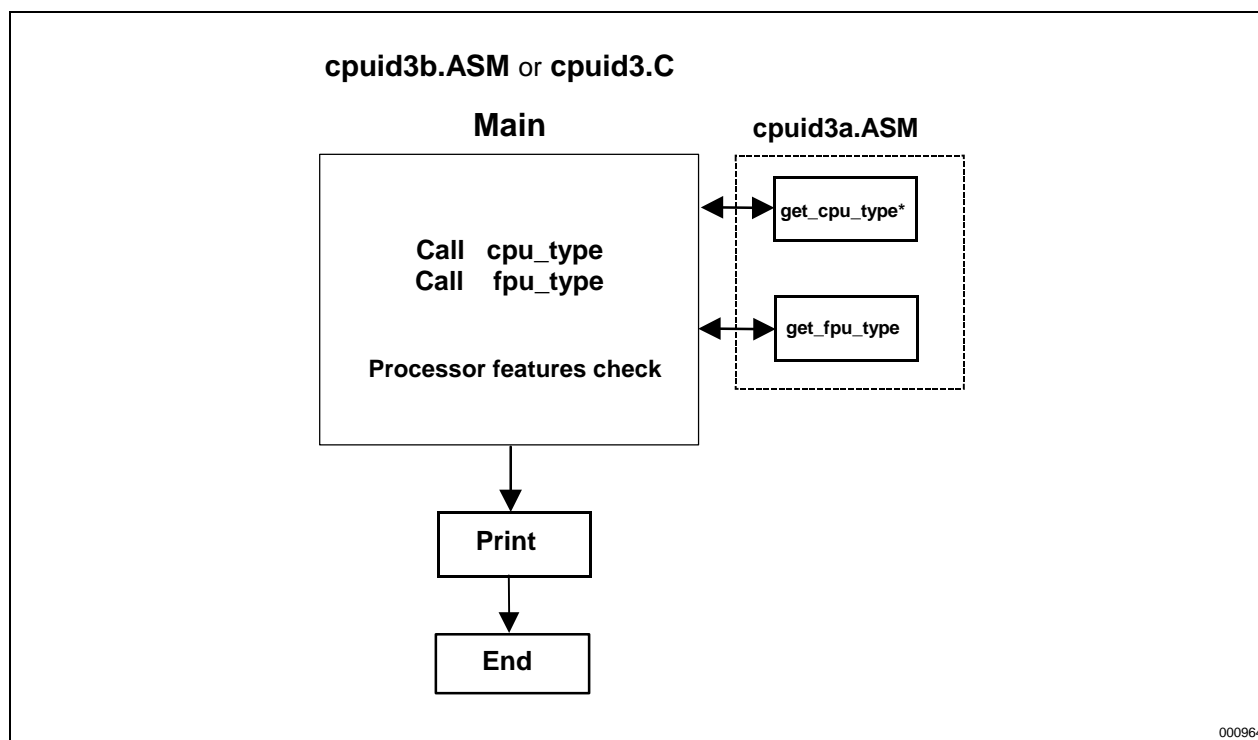 cpuid3b.ASM or cpuid3.C
Main
cpuid3a.ASM
get_cpu_type*
Call cpu_type
Call fpu_type
get_fpu_type
Processor features check
Print
End
000964